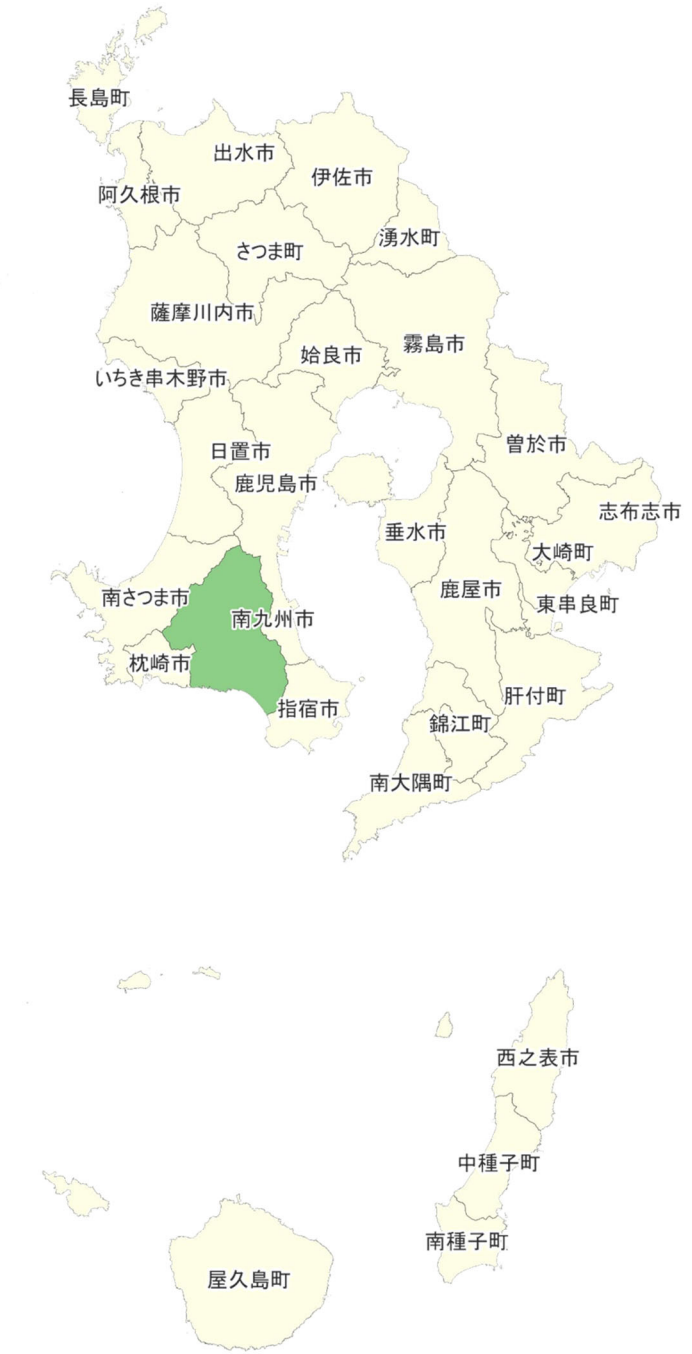 長島町
出水市
伊佐市
阿久根市
湧水町
さつま町
薩摩川内市
霧島市
姶良市
いちき串木野市
曽於市
日置市
鹿児島市
志布志市
垂水市
大崎町
鹿屋市
南さつま市
東串良町
南九州市
枕崎市
肝付町
指宿市
錦江町
南大隅町
西之表市
中種子町
南種子町
屋久島町